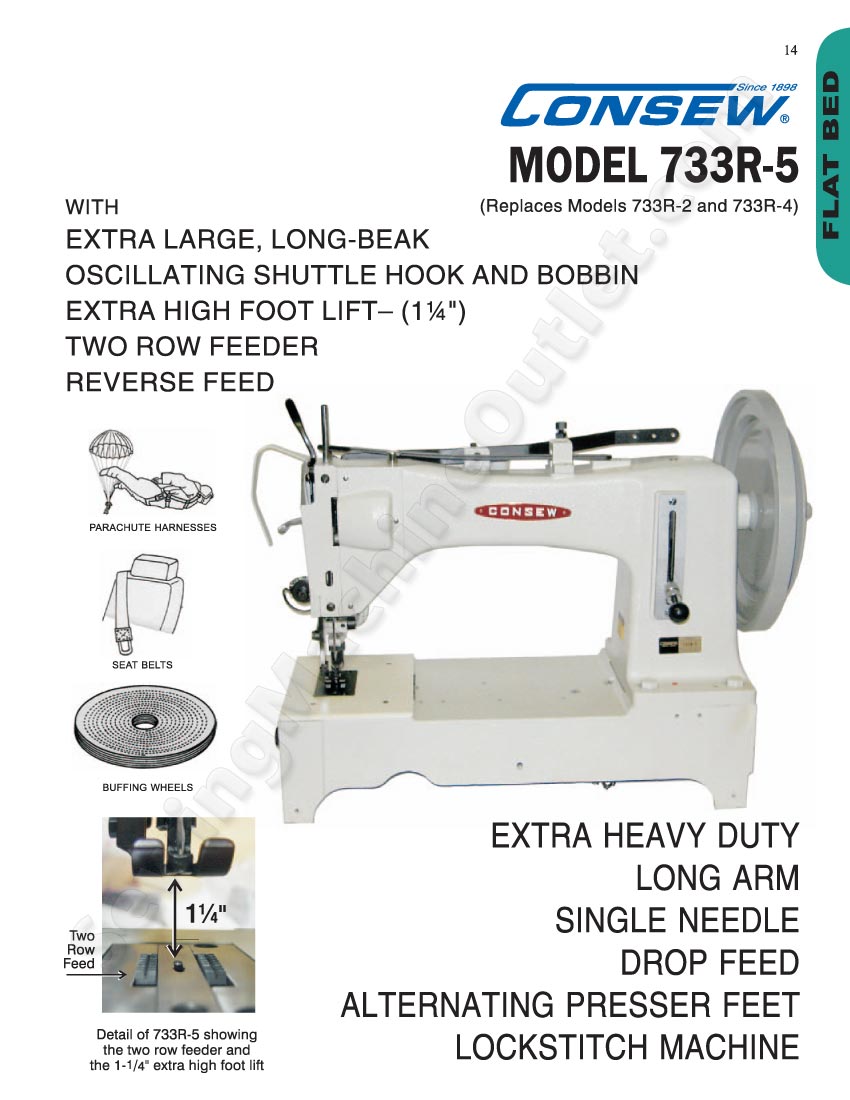 14
FLAT BED
Since 1898
CONSEW®
MODEL 733R-5
(Replaces Models 733R-2 and 733R-4)
WITH
EXTRA LARGE, LONG-BEAK
OSCILLATING SHUTTLE HOOK AND BOBBIN
EXTRA HIGH FOOT LIFT– (1¼")
TWO ROW FEEDER
REVERSE FEED
PARACHUTE HARNESSES
CONSEW
SEAT BELTS
BUFFING WHEELS
1¼"
Two
Row
Feed
Detail of 733R-5 showing
the two row feeder and
the 1-1/4" extra high foot lift
EXTRA HEAVY DUTY
LONG ARM
SINGLE NEEDLE
DROP FEED
ALTERNATING PRESSER FEET
LOCKSTITCH MACHINE
SewingMachineOutlet.com